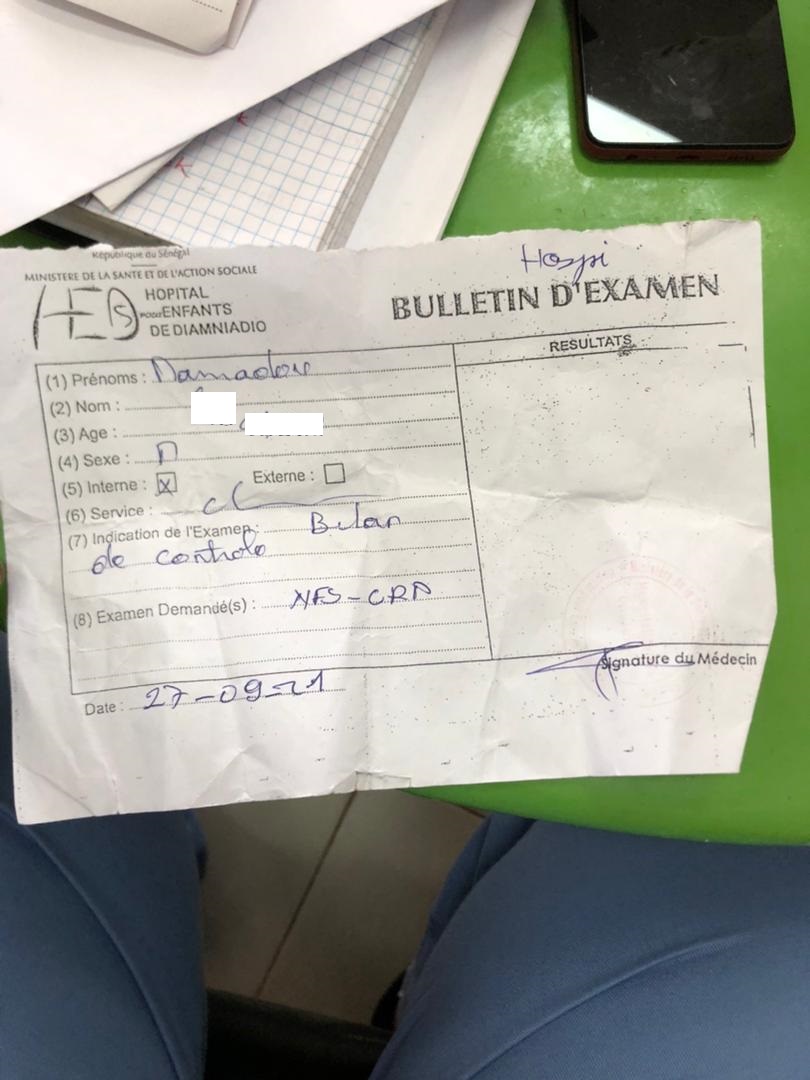 République du Sénégal
MINISTERE DE LA SANTE ET DE L'ACTION SOCIALE
HOPITAL
POUR ENFANTS
DE DIAMNIADIO
Hospi
BULLETIN D'EXAMEN
RESULTATS
(1) Prénoms : Mamadou
(2) Nom :
(3) Age :
(4) Sexe : M
(5) Interne : X Externe :
(6) Service :
(7) Indication de l'Examen : Bilan
de controle
(8) Examen Demandé(s) : NFS-CRP
Signature du Médecin
Date : 27-09-21